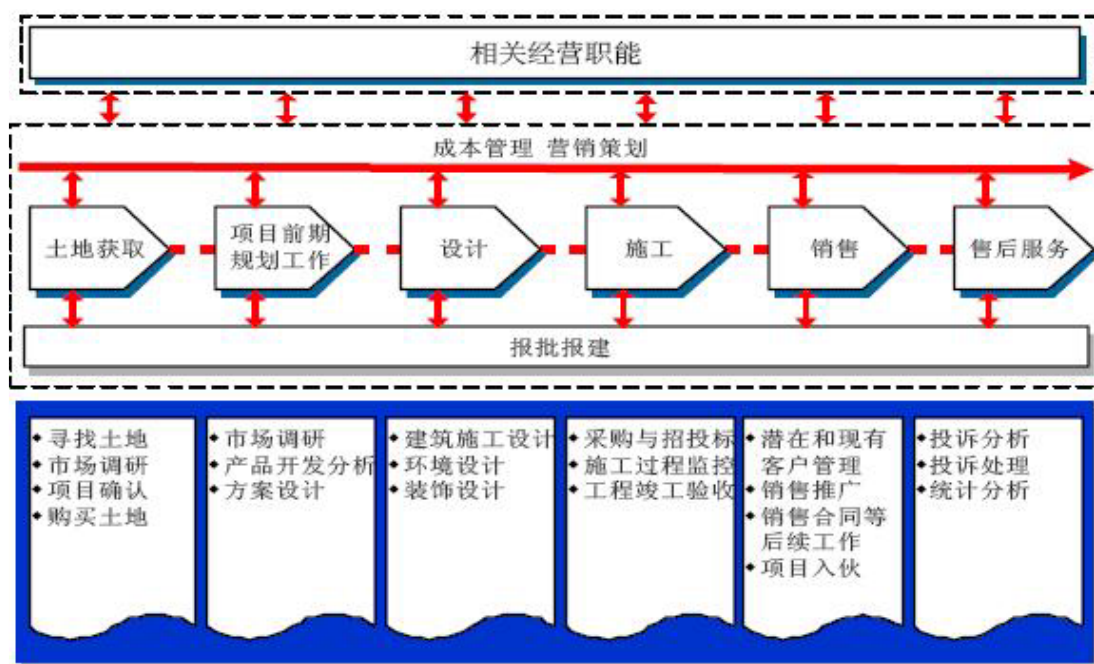 相关经营职能
成本管理 营销策划
土地获取
项目前期
规划工作
设计
施工
销售
售后服务
报批报建
寻找土地
市场调研
项目确认
购买土地
市场调研
产品开发分析
方案设计
建筑施工设计
环境设计
装饰设计
采购与招投标
施工过程监控
工程竣工验收
潜在和现有
客户管理
销售推广
销售合同等
后续工作
项目入伙
投诉分析
投诉处理
统计分析